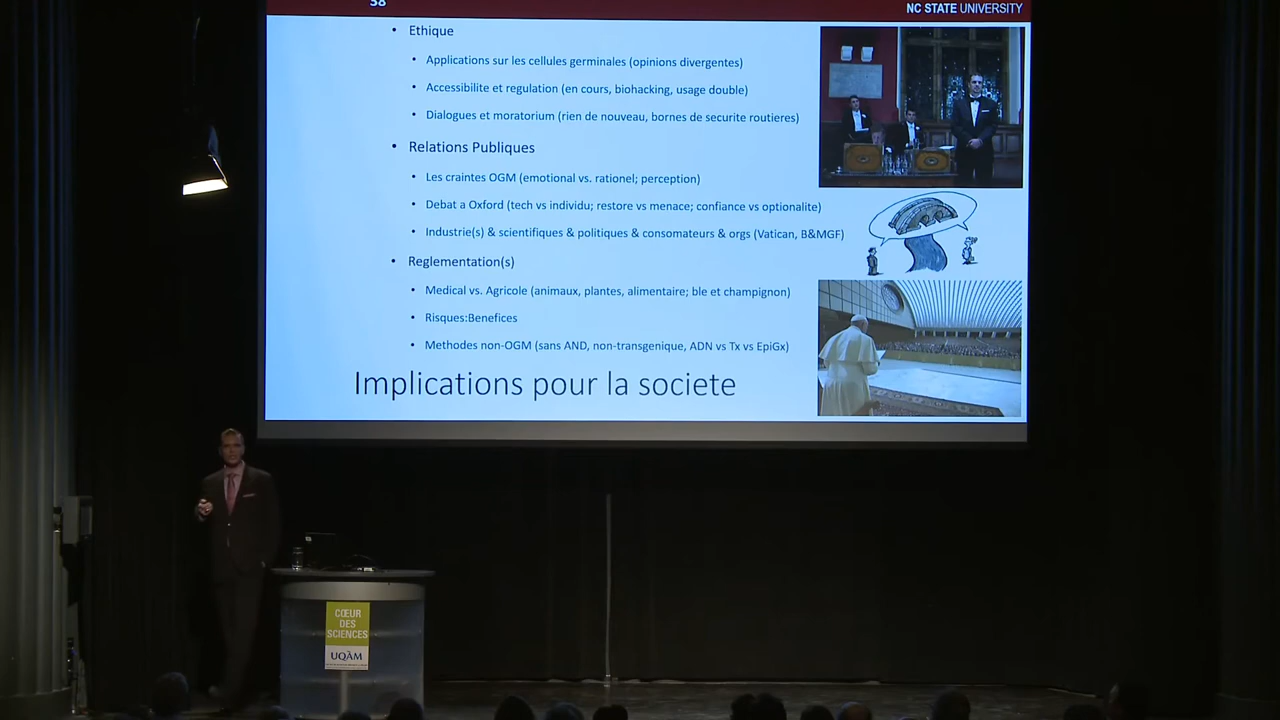 38
NC STATE UNIVERSITY
• Ethique
• Applications sur les cellules germinales (opinions divergentes)
• Accessibilite et regulation (en cours, biohacking, usage double)
• Dialogues et moratorium (rien de nouveau, bornes de securite routieres)
• Relations Publiques
• Les craintes OGM (emotional vs. rationel; perception)
• Debat a Oxford (tech vs individu; restore vs menace; confiance vs optionalite)
• Industrie(s) & scientifiques & politiques & consomateurs & orgs (Vatican, B&MGF)
• Reglementation(s)
• Medical vs. Agricole (animaux, plantes, alimentaire; ble et champignon)
• Risques:Benefices
• Methodes non-OGM (sans AND, non-transgenique, ADN vs Tx vs EpiGx)
Implications pour la societe
CŒUR
DES
SCIENCES
UQÀM